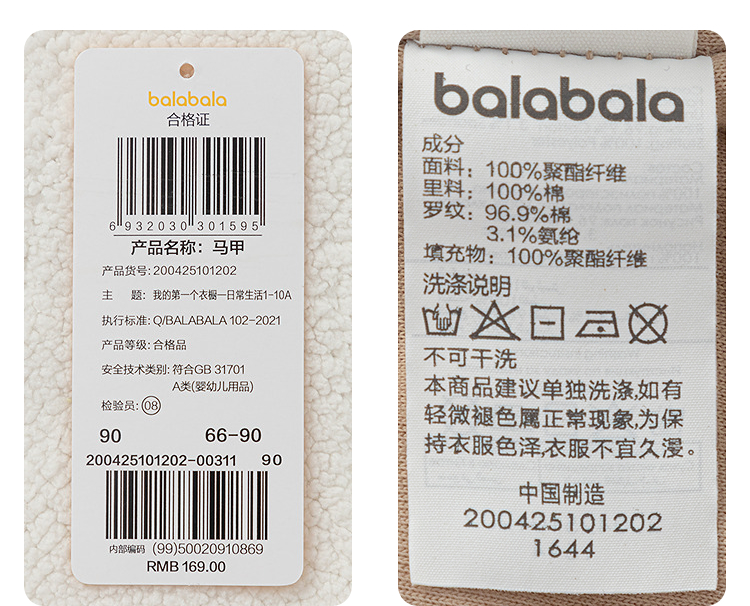 balabala
合格证
6 932030 301595
产品名称：马甲
产品货号: 200425101202
主 题: 我的第一个衣橱—日常生活1-10A
执行标准: Q/BALABALA 102-2021
产品等级: 合格品
安全技术类别: 符合GB 31701
A类(婴幼儿用品)
检验员: 08
90 66-90
200425101202-00311 90
内部编码 (99)50020910869
RMB 169.00
balabala
成分
面料：100%聚酯纤维
里料：100%棉
罗纹：96.9%棉
3.1%氨纶
填充物：100%聚酯纤维
洗涤说明
不可干洗
本商品建议单独洗涤,如有
轻微褪色属正常现象,为保
持衣服色泽,衣服不宜久浸。
中国制造
200425101202
1644